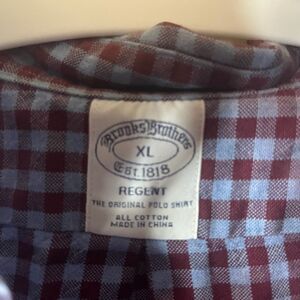 Brooks Brothers
XL
Est. 1818
REGENT
THE ORIGINAL POLO SHIRT
ALL COTTON
MADE IN CHINA